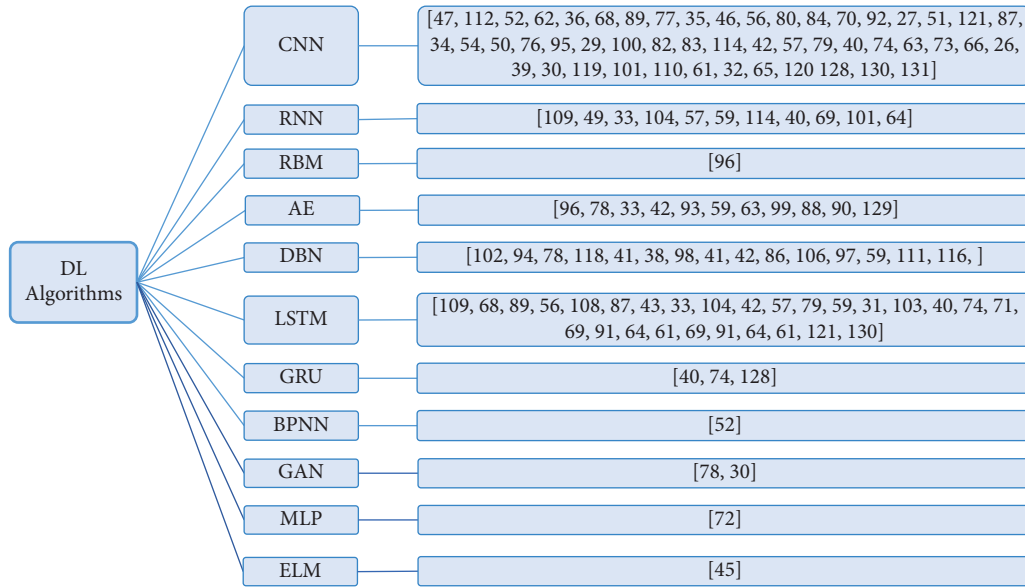 DL
Algorithms
CNN
[47, 112, 52, 62, 36, 68, 89, 77, 35, 46, 56, 80, 84, 70, 92, 27, 51, 121, 87,
34, 54, 50, 76, 95, 29, 100, 82, 83, 114, 42, 57, 79, 40, 74, 63, 73, 66, 26,
39, 30, 119, 101, 110, 61, 32, 65, 120 128, 130, 131]
RNN
[109, 49, 33, 104, 57, 59, 114, 40, 69, 101, 64]
RBM
[96]
AE
[96, 78, 33, 42, 93, 59, 63, 99, 88, 90, 129]
DBN
[102, 94, 78, 118, 41, 38, 98, 41, 42, 86, 106, 97, 59, 111, 116, ]
LSTM
[109, 68, 89, 56, 108, 87, 43, 33, 104, 42, 57, 79, 59, 31, 103, 40, 74, 71,
69, 91, 64, 61, 69, 91, 64, 61, 121, 130]
GRU
[40, 74, 128]
BPNN
[52]
GAN
[78, 30]
MLP
[72]
ELM
[45]